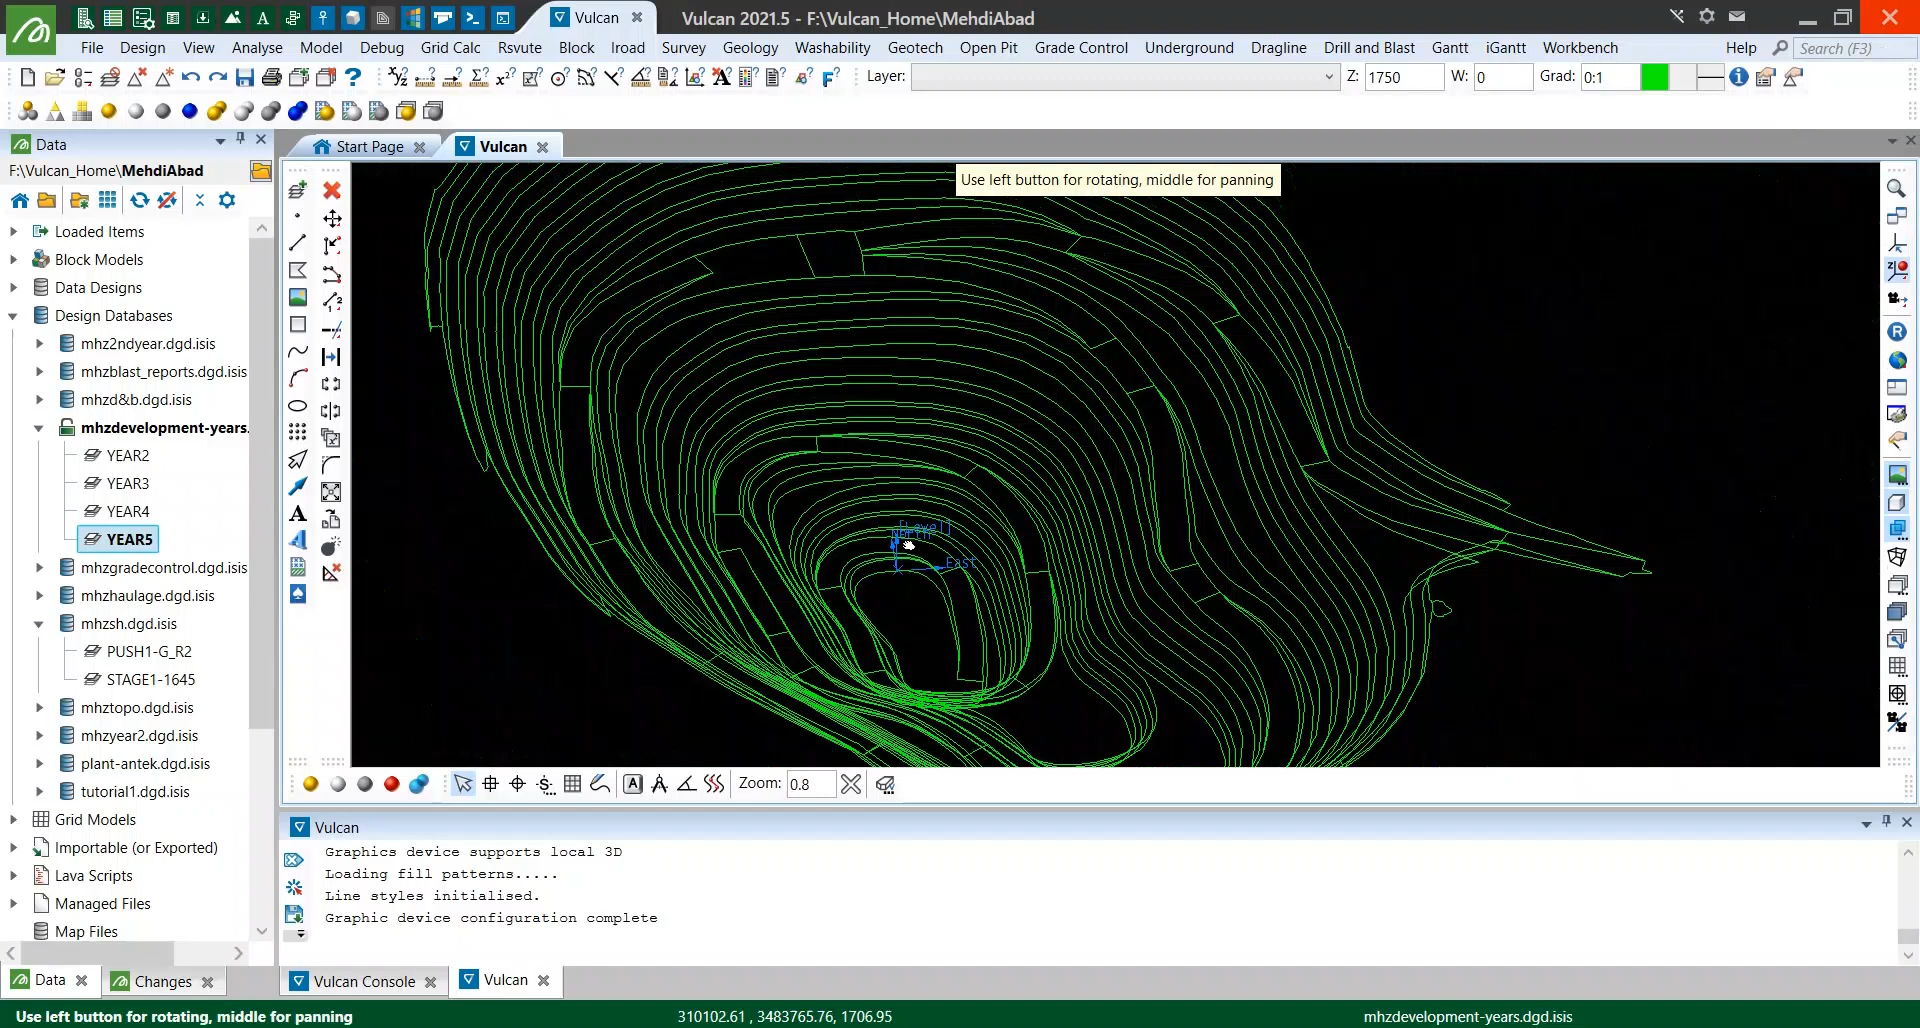 Vulcan
Vulcan 2021.5 - F:\Vulcan_Home\MehdiAbad
File Design View Analyse Model Debug Grid Calc Rsvute Block Iroad Survey Geology Washability Geotech Open Pit Grade Control Underground Dragline Drill and Blast Gantt iGantt Workbench Help Search (F3)
Layer: Z: 1750 W: 0 Grad: 0:1
Data
F:\Vulcan_Home\MehdiAbad
Start Page
Vulcan
Use left button for rotating, middle for panning
Loaded Items
Block Models
Data Designs
Design Databases
mhz2ndyear.dgd.isis
mhzblast_reports.dgd.isis
mhzd&b.dgd.isis
mhzdevelopment-years.
YEAR2
YEAR3
YEAR4
YEAR5
mhzgradecontrol.dgd.isis
mhzhaulage.dgd.isis
mhzsh.dgd.isis
PUSH1-G_R2
STAGE1-1645
mhztopo.dgd.isis
mhzyear2.dgd.isis
plant-antek.dgd.isis
tutorial1.dgd.isis
Grid Models
Importable (or Exported)
Lava Scripts
Managed Files
Map Files
[Level]
East
Zoom: 0.8
Vulcan
Graphics device supports local 3D
Loading fill patterns.....
Line styles initialised.
Graphic device configuration complete
Data
Changes
Vulcan Console
Vulcan
Use left button for rotating, middle for panning
310102.61 , 3483765.76, 1706.95
mhzdevelopment-years.dgd.isis